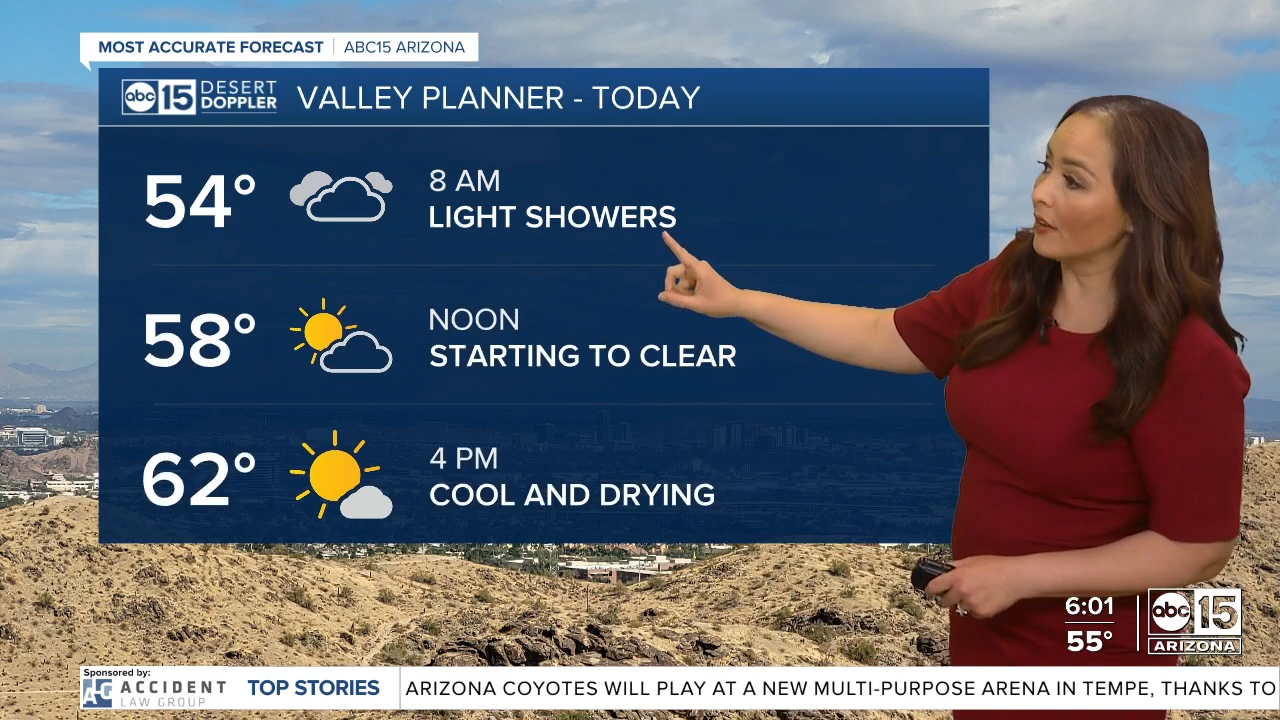 MOST ACCURATE FORECAST | ABC15 ARIZONA
abc 15 DESERT DOPPLER
VALLEY PLANNER - TODAY
54°
8 AM
LIGHT SHOWERS
58°
NOON
STARTING TO CLEAR
62°
4 PM
COOL AND DRYING
6:01
55°
abc 15
ARIZONA
Sponsored by:
AG ACCIDENT
LAW GROUP
TOP STORIES
ARIZONA COYOTES WILL PLAY AT A NEW MULTI-PURPOSE ARENA IN TEMPE, THANKS TO